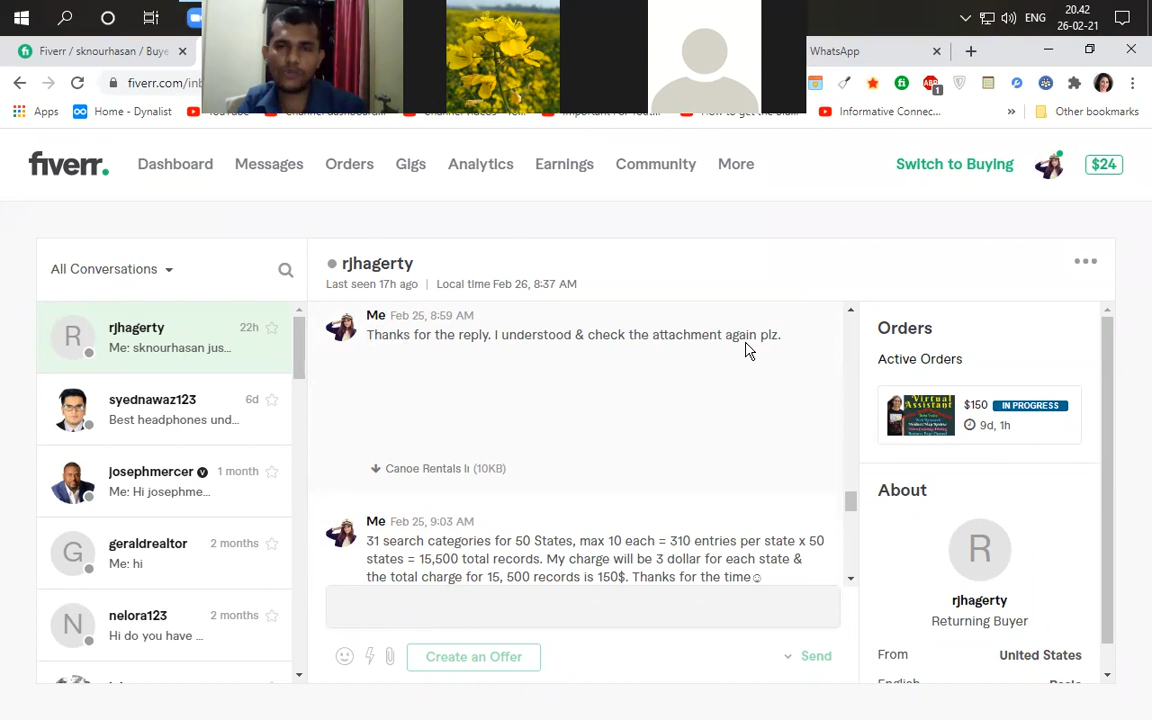 20.42
ENG
26-02-21
Fiverr / sknourhasan / Buye
WhatsApp
fiverr.com/inb
ABP
1
Apps
Home - Dynalist
YouTube
Informative Connec...
»
Other bookmarks
fiverr.
Dashboard
Messages
Orders
Gigs
Analytics
Earnings
Community
More
Switch to Buying
$24
All Conversations
rjhagerty
Last seen 17h ago | Local time Feb 26, 8:37 AM
R
rjhagerty
22h
Me: sknourhasan jus...
syednawaz123
6d
Best headphones und...
josephmercer
1 month
Me: Hi josephme...
G
geraldrealtor
2 months
Me: hi
N
nelora123
2 months
Hi do you have ...
Me Feb 25, 8:59 AM
Thanks for the reply. I understood & check the attachment again plz.
Canoe Rentals Ii (10KB)
Me Feb 25, 9:03 AM
31 search categories for 50 States, max 10 each = 310 entries per state x 50
states = 15,500 total records. My charge will be 3 dollar for each state &
the total charge for 15, 500 records is 150$. Thanks for the time☺
Create an Offer
Send
Orders
Active Orders
Virtual
Assistant
$150 IN PROGRESS
9d, 1h
About
R
rjhagerty
Returning Buyer
From
United States
English
Basic